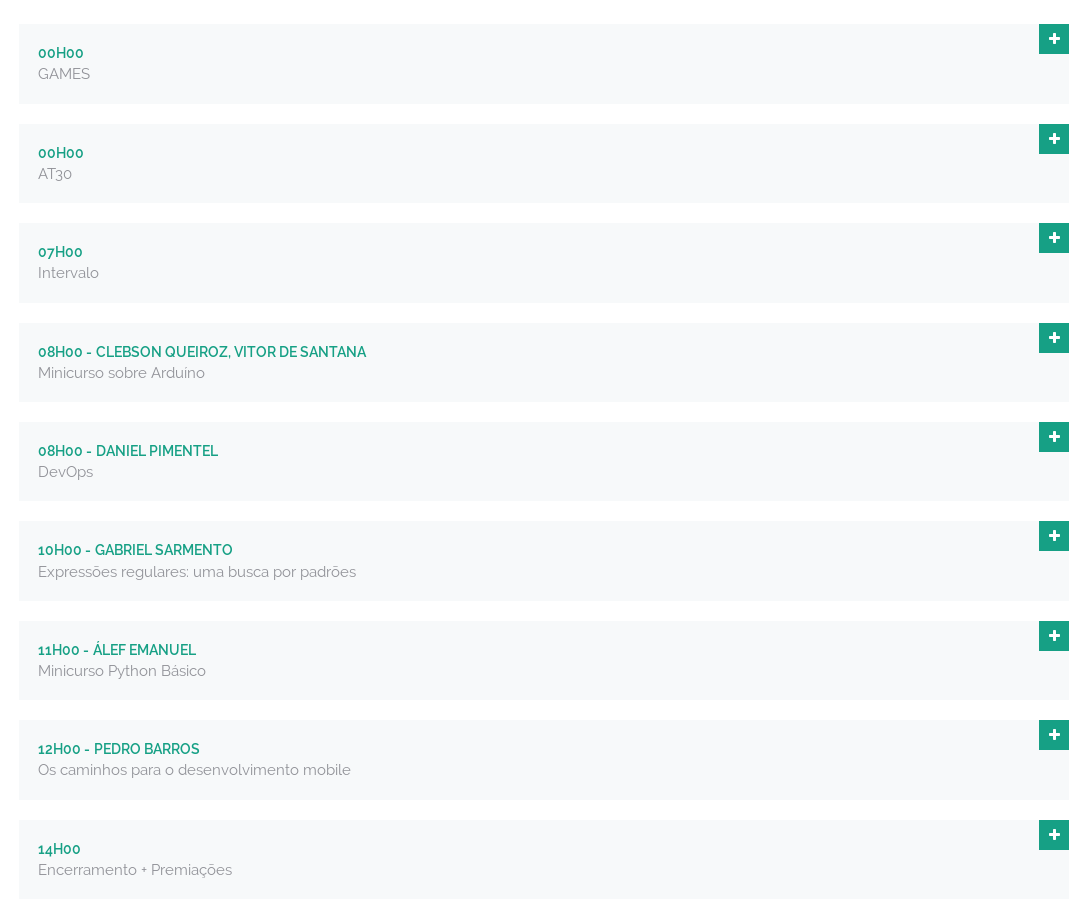 00H00
GAMES
00H00
AT30
07H00
Intervalo
08H00 - CLEBSON QUEIROZ, VITOR DE SANTANA
Minicurso sobre Arduíno
08H00 - DANIEL PIMENTEL
DevOps
10H00 - GABRIEL SARMENTO
Expressões regulares: uma busca por padrões
11H00 - ÁLEF EMANUEL
Minicurso Python Básico
12H00 - PEDRO BARROS
Os caminhos para o desenvolvimento mobile
14H00
Encerramento + Premiações